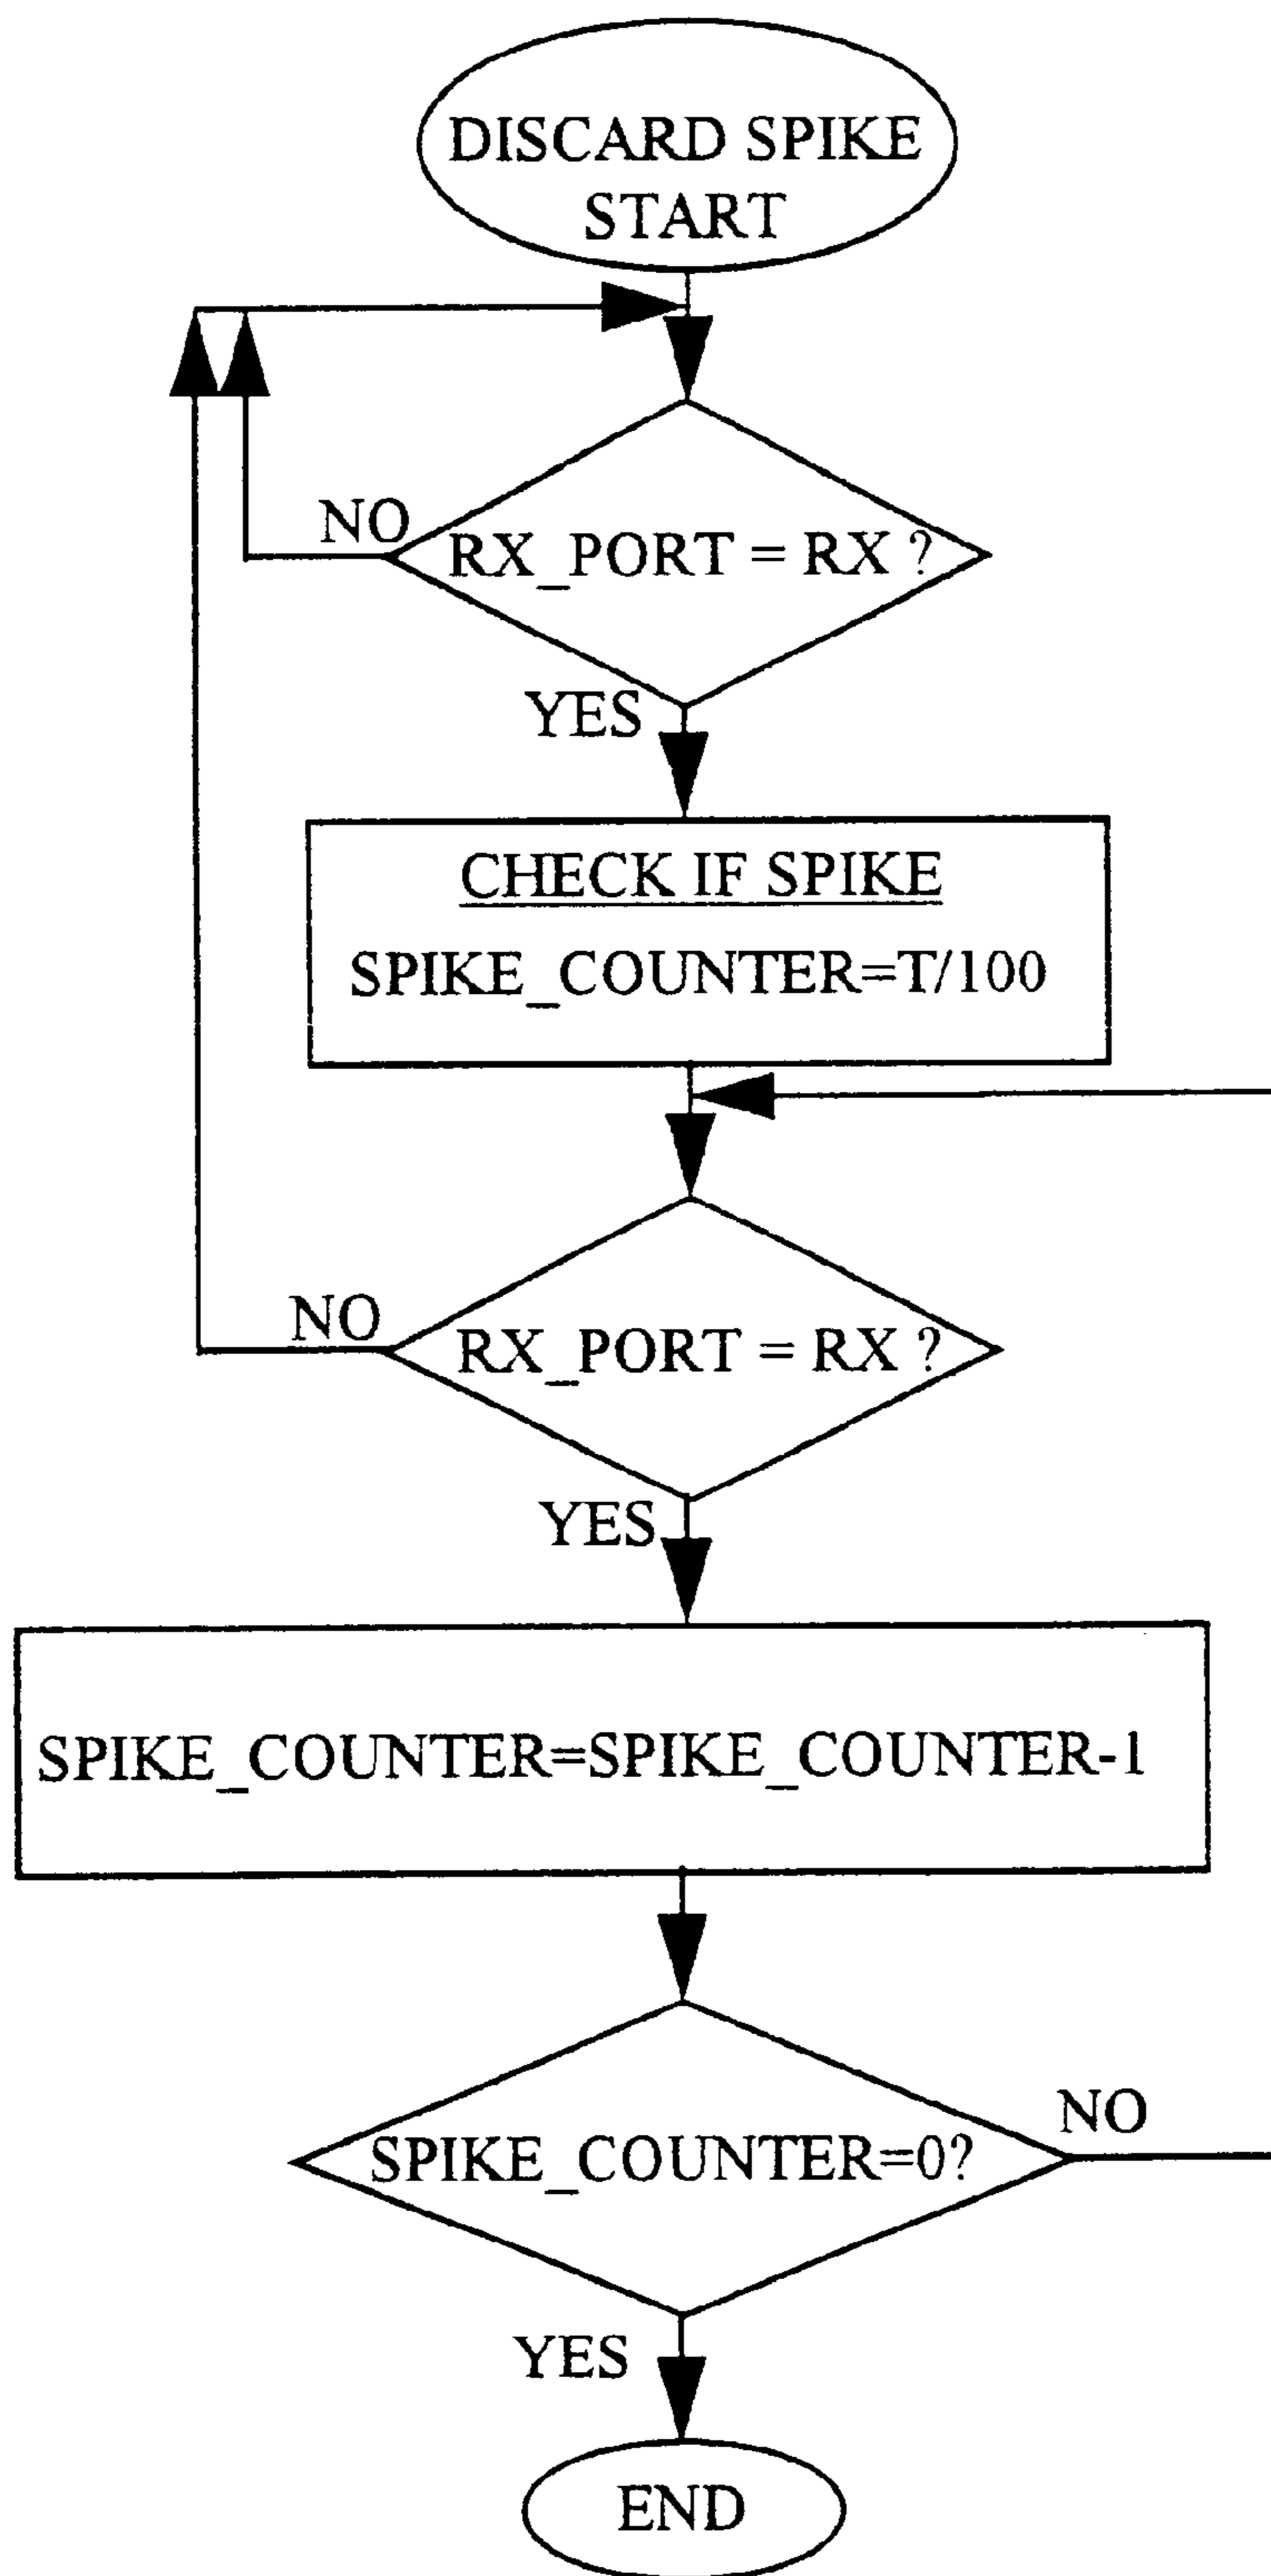 DISCARD SPIKE
START
NO
RX_PORT = RX ?
YES
CHECK IF SPIKE
SPIKE_COUNTER=T/100
NO
RX_PORT = RX ?
YES
SPIKE_COUNTER=SPIKE_COUNTER-1
NO
SPIKE_COUNTER=0?
YES
END